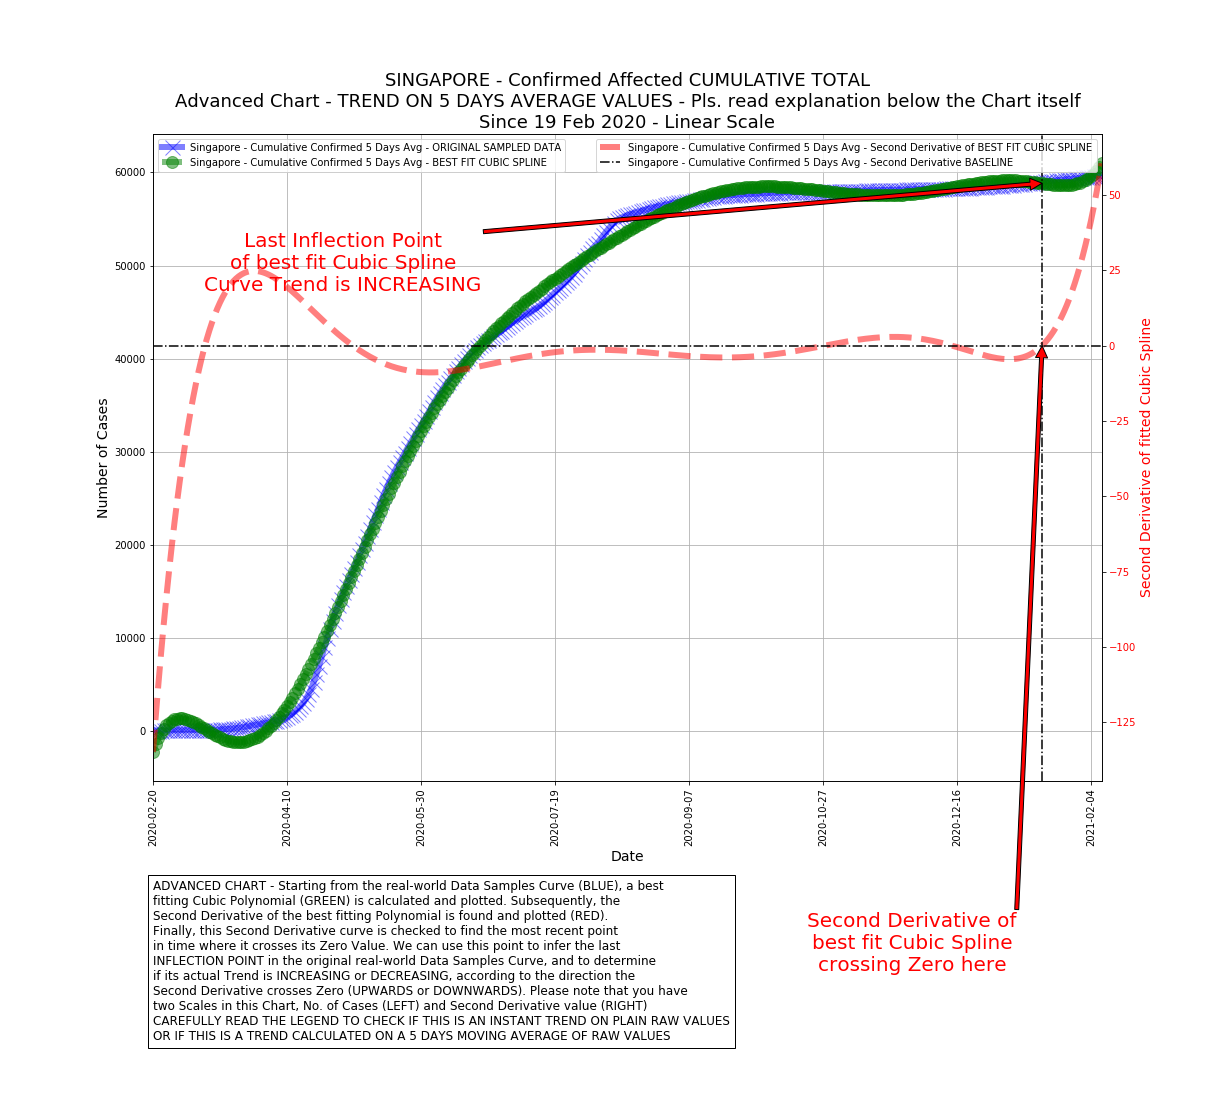 SINGAPORE - Confirmed Affected CUMULATIVE TOTAL
Advanced Chart - TREND ON 5 DAYS AVERAGE VALUES - Pls. read explanation below the Chart itself
Since 19 Feb 2020 - Linear Scale
Singapore - Cumulative Confirmed 5 Days Avg - ORIGINAL SAMPLED DATA
Singapore - Cumulative Confirmed 5 Days Avg - BEST FIT CUBIC SPLINE
Singapore - Cumulative Confirmed 5 Days Avg - Second Derivative of BEST FIT CUBIC SPLINE
Singapore - Cumulative Confirmed 5 Days Avg - Second Derivative BASELINE
Last Inflection Point
of best fit Cubic Spline
Curve Trend is INCREASING
Number of Cases
60000
50000
40000
30000
20000
10000
0
50
25
0
−25
−50
−75
−100
−125
Second Derivative of fitted Cubic Spline
2020-02-20
2020-04-10
2020-05-30
2020-07-19
2020-09-07
2020-10-27
2020-12-16
2021-02-04
Date
ADVANCED CHART - Starting from the real-world Data Samples Curve (BLUE), a best
fitting Cubic Polynomial (GREEN) is calculated and plotted. Subsequently, the
Second Derivative of the best fitting Polynomial is found and plotted (RED).
Finally, this Second Derivative curve is checked to find the most recent point
in time where it crosses its Zero Value. We can use this point to infer the last
INFLECTION POINT in the original real-world Data Samples Curve, and to determine
if its actual Trend is INCREASING or DECREASING, according to the direction the
Second Derivative crosses Zero (UPWARDS or DOWNWARDS). Please note that you have
two Scales in this Chart, No. of Cases (LEFT) and Second Derivative value (RIGHT)
CAREFULLY READ THE LEGEND TO CHECK IF THIS IS AN INSTANT TREND ON PLAIN RAW VALUES
OR IF THIS IS A TREND CALCULATED ON A 5 DAYS MOVING AVERAGE OF RAW VALUES
Second Derivative of
best fit Cubic Spline
crossing Zero here